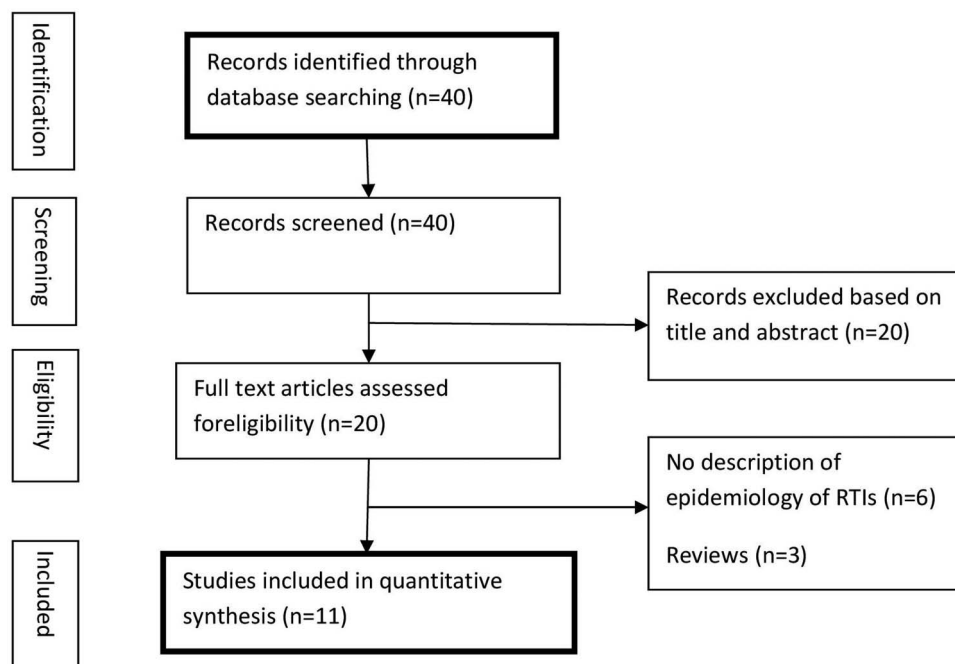 Identification
Records identified through
database searching (n=40)
Screening
Records screened (n=40)
Records excluded based on
title and abstract (n=20)
Eligibility
Full text articles assessed
foreligibility (n=20)
No description of
epidemiology of RTIs (n=6)
Reviews (n=3)
Included
Studies included in quantitative
synthesis (n=11)